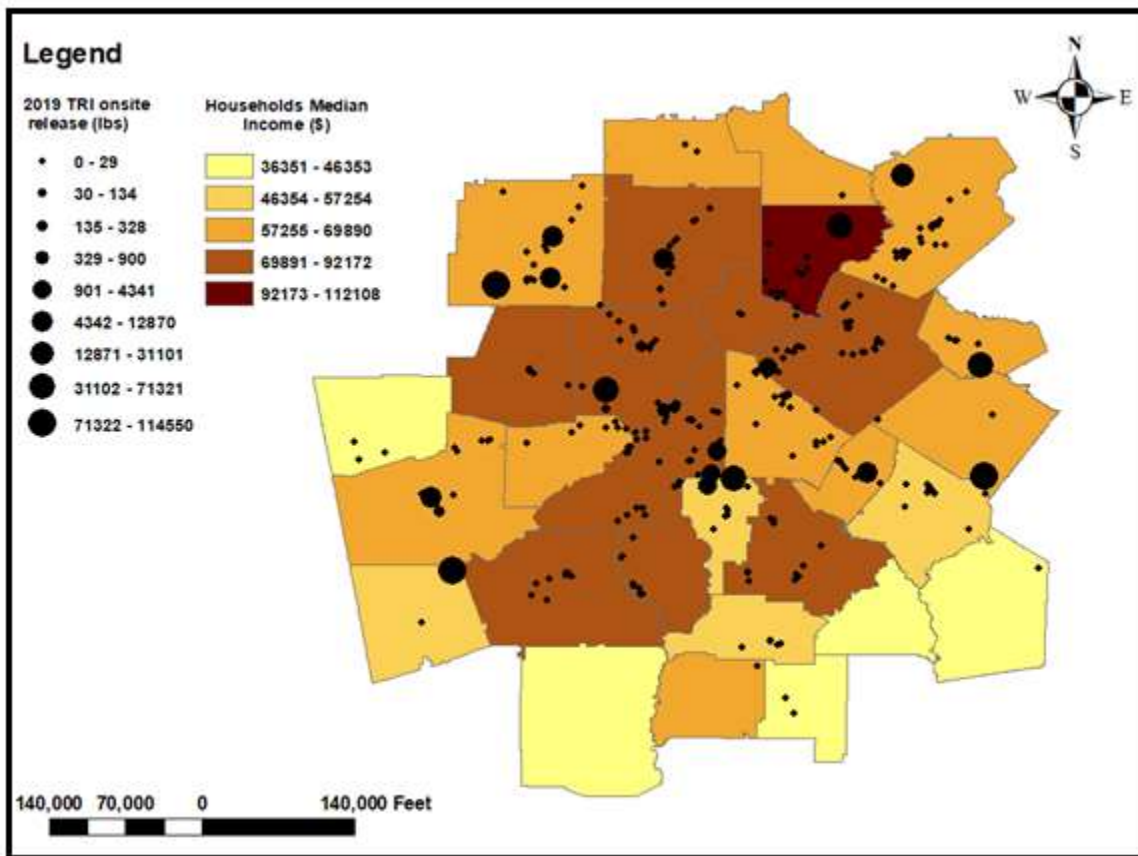 Legend
2019 TRI onsite
release (lbs)
0 - 29
30 - 134
135 - 328
329 - 900
901 - 4341
4342 - 12870
12871 - 31101
31102 - 71321
71322 - 114550
Households Median
Income ($)
36351 - 46353
46354 - 57254
57255 - 69890
69891 - 92172
92173 - 112108
N
W E
S
140,000 70,000 0 140,000 Feet